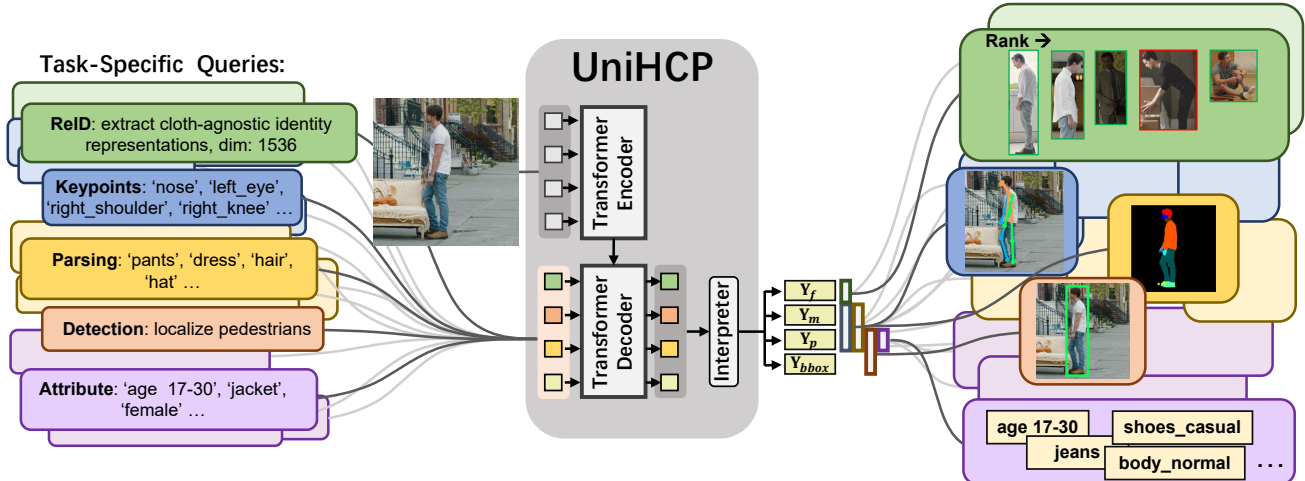 Task-Specific Queries:
ReID: extract cloth-agnostic identity
representations, dim: 1536
Keypoints: ‘nose’, ‘left_eye’,
‘right_shoulder’, ‘right_knee’ …
Parsing: ‘pants’, ‘dress’, ‘hair’,
‘hat’ …
Detection: localize pedestrians
Attribute: ‘age 17-30’, ‘jacket’,
‘female’ …
UniHCP
Transformer
Encoder
Transformer
Decoder
Interpreter
Y_f
Y_m
Y_p
Y_bbox
Rank →
age 17-30
shoes_casual
jeans
body_normal
...